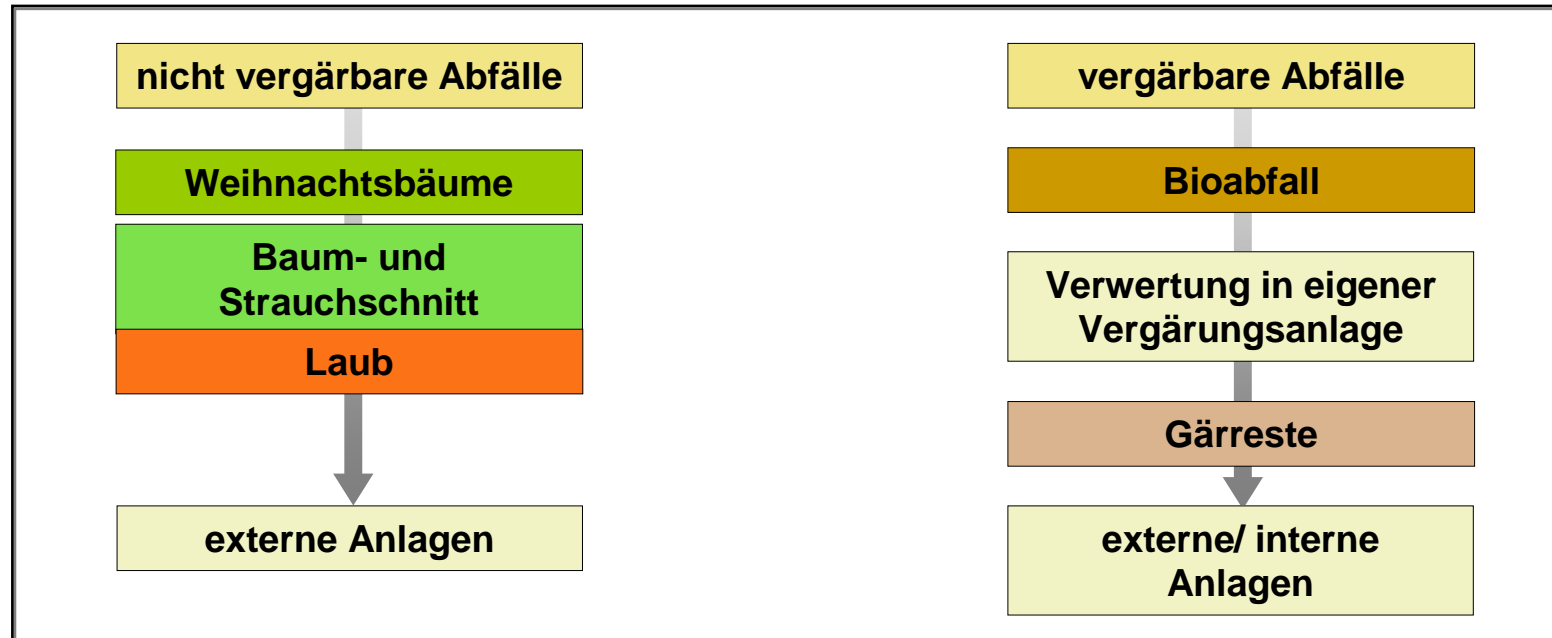 nicht vergärbare Abfälle
Weihnachtsbäume
Baum- und
Strauchschnitt
Laub
externe Anlagen
vergärbare Abfälle
Bioabfall
Verwertung in eigener
Vergärungsanlage
Gärreste
externe/ interne
Anlagen